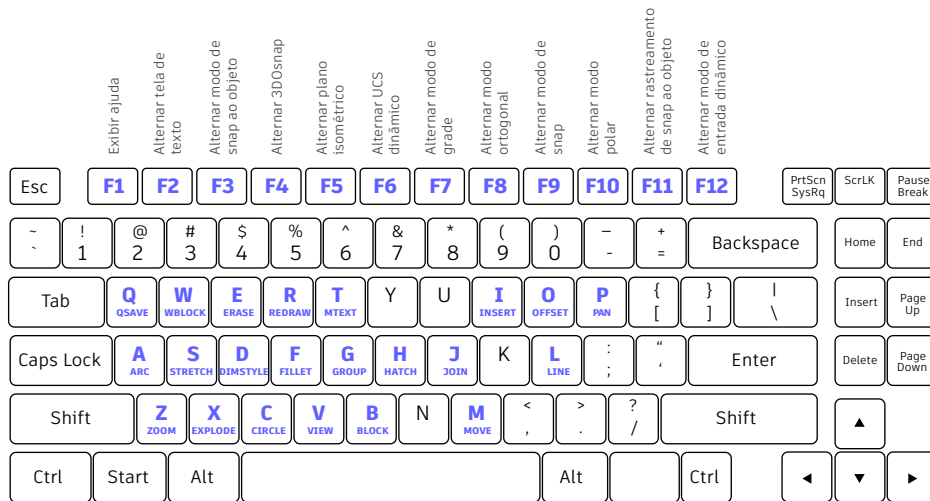 Exibir ajuda
Alternar tela de
texto
Alternar modo de
snap ao objeto
Alternar 3DOsnap
Alternar plano
isométrico
Alternar UCS
dinâmico
Alternar modo de
grade
Alternar modo
ortogonal
Alternar modo de
snap
Alternar modo
polar
Alternar rastreamento
de snap ao objeto
Alternar modo de
entrada dinâmico
Esc F1 F2 F3 F4 F5 F6 F7 F8 F9 F10 F11 F12 PrtScn ScrLK Pause
SysRq Break
~ ! @ # $ % ^ & * ( ) — +
` 1 2 3 4 5 6 7 8 9 0 - = Backspace Home End
Tab Q W E R T Y U I O P { } | Insert Page
QSAVE WBLOCK ERASE REDRAW MTEXT INSERT OFFSET PAN [ ] \ Up
Caps Lock A S D F G H J K L : “ Enter Delete Page
ARC STRETCH DIMSTYLE FILLET GROUP HATCH JOIN LINE ; ‘ Down
Shift Z X C V B N M < > ? Shift ▲
ZOOM EXPLODE CIRCLE VIEW BLOCK MOVE , . /
Ctrl Start Alt Alt Ctrl ◄ ▼ ►